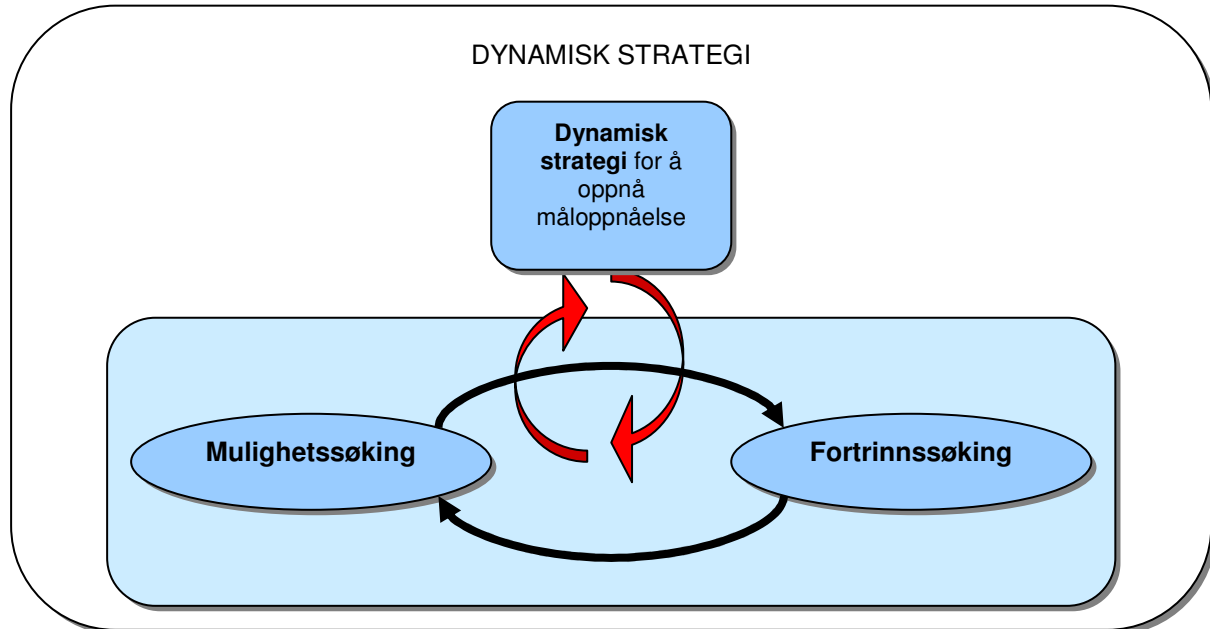 DYNAMISK STRATEGI
Dynamisk
strategi for å
oppnå
måloppnåelse
Mulighetssøking
Fortrinnssøking